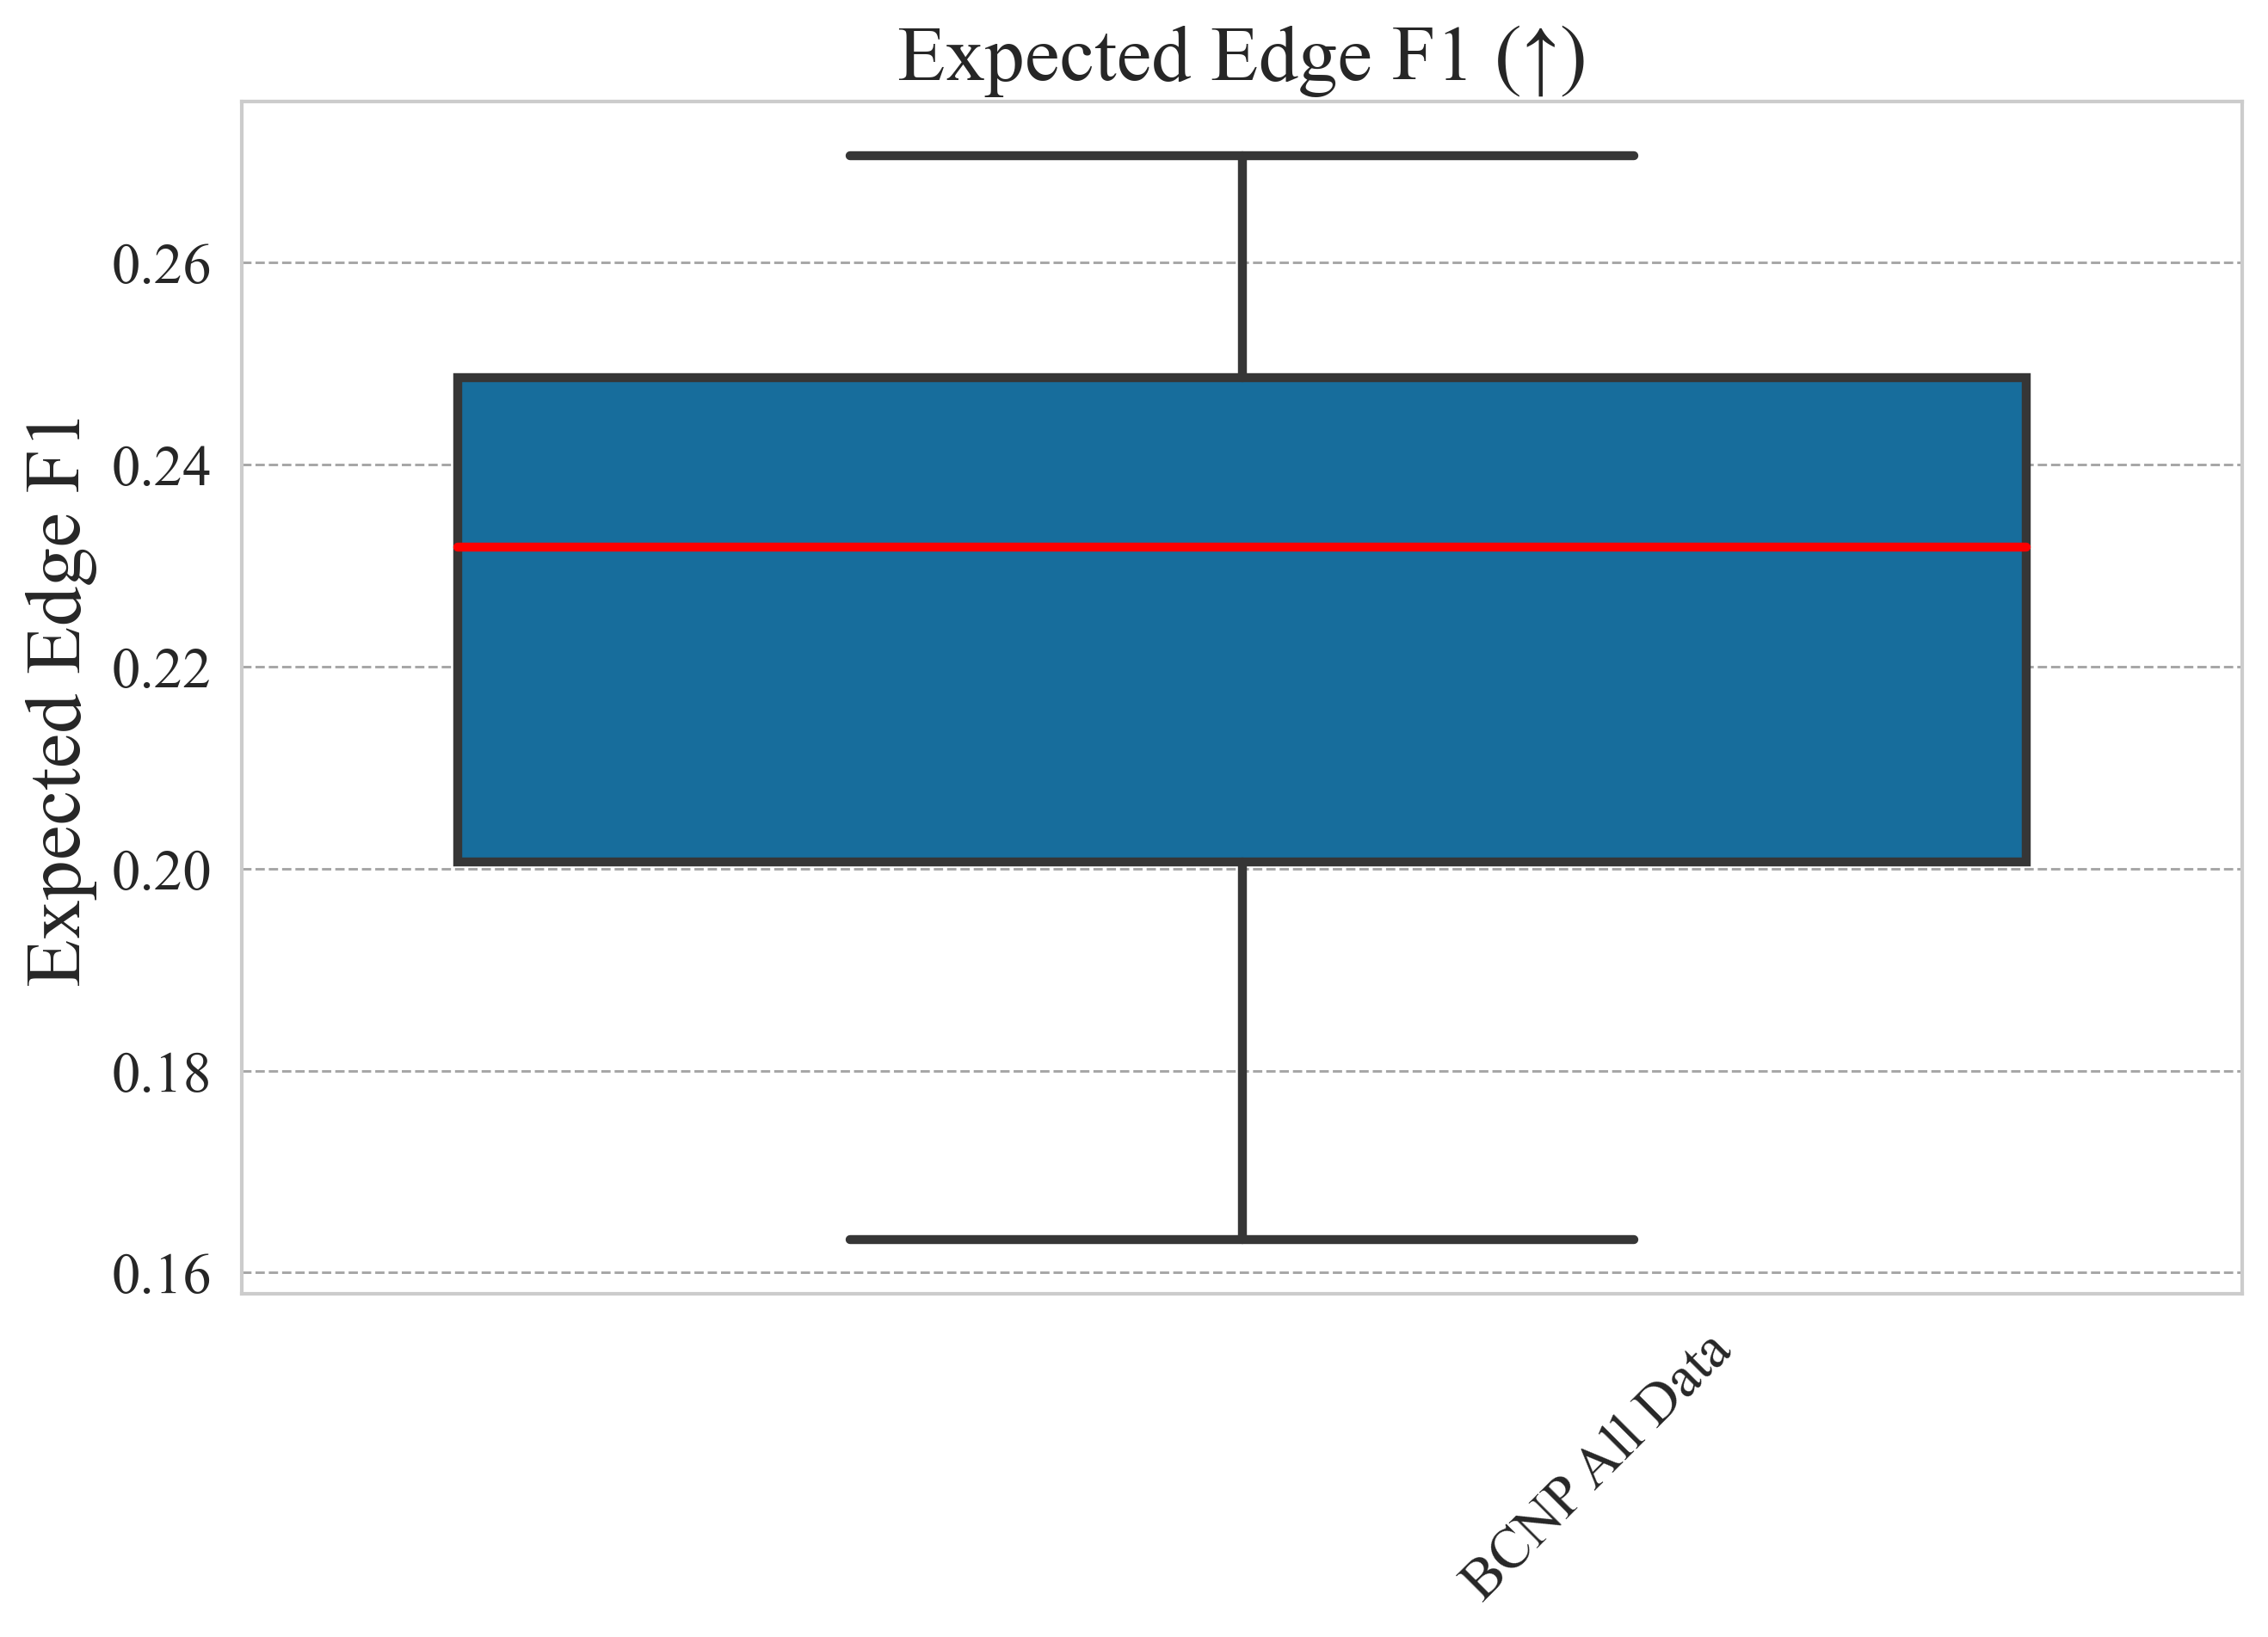 Expected Edge F1 (↑)
Expected Edge F1
0.26
0.24
0.22
0.20
0.18
0.16
BCNP All Data